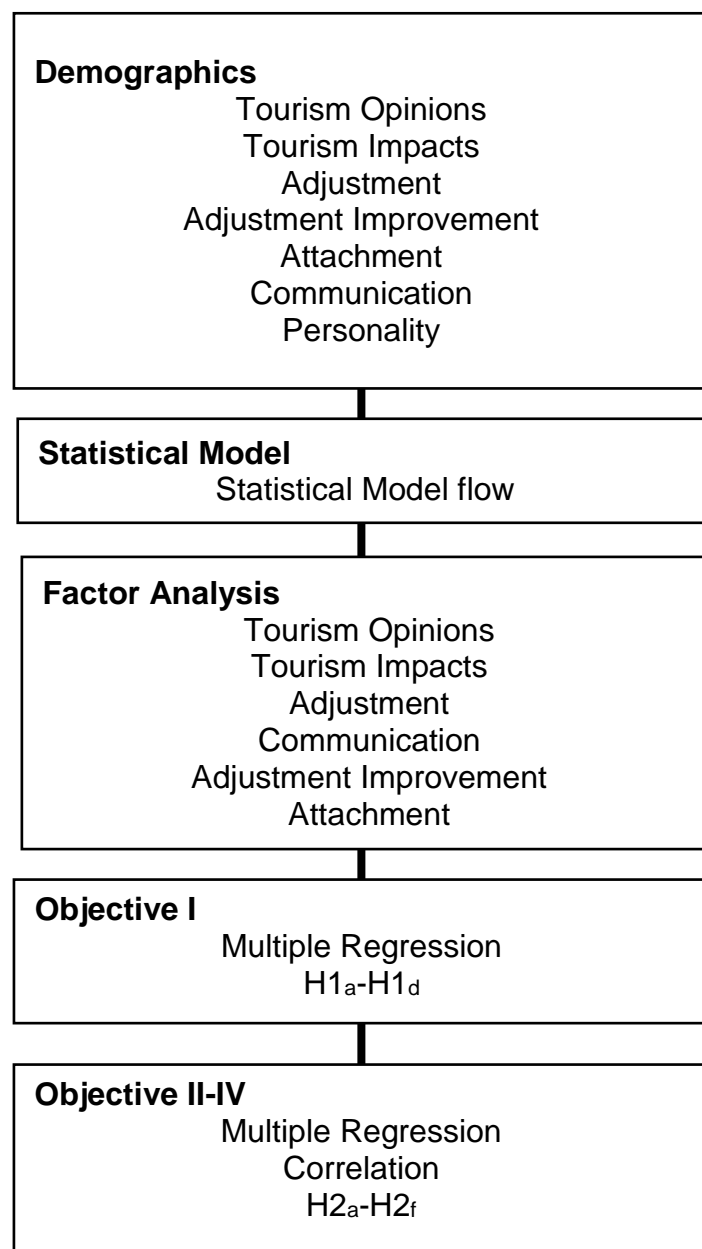 Demographics
Tourism Opinions
Tourism Impacts
Adjustment
Adjustment Improvement
Attachment
Communication
Personality
Statistical Model
Statistical Model flow
Factor Analysis
Tourism Opinions
Tourism Impacts
Adjustment
Communication
Adjustment Improvement
Attachment
Objective I
Multiple Regression
H1a-H1d
Objective II-IV
Multiple Regression
Correlation
H2a-H2f